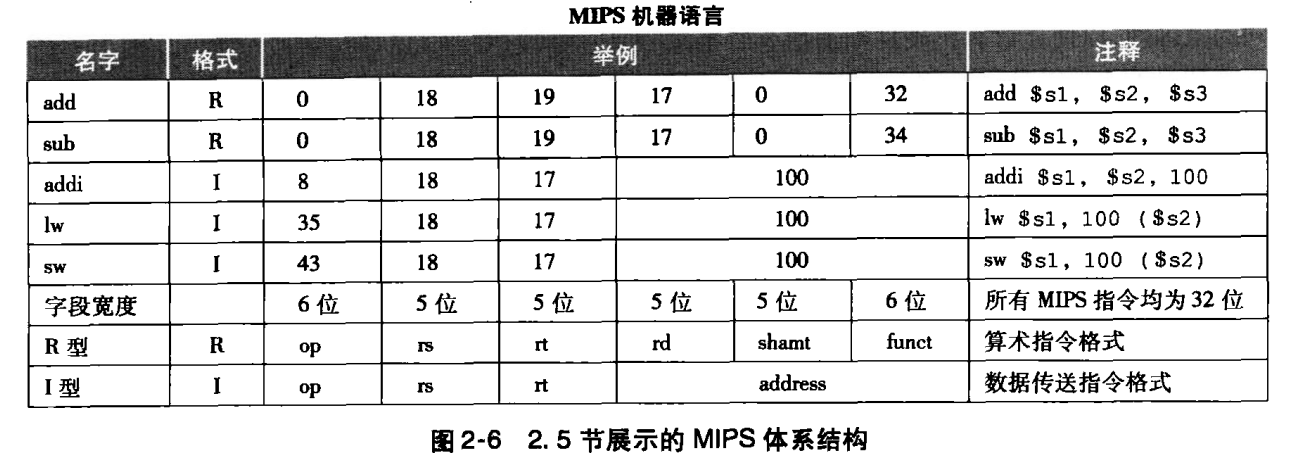 MIPS 机器语言
名字 格式 举例 注释
add R 0 18 19 17 0 32 add $s1, $s2, $s3
sub R 0 18 19 17 0 34 sub $s1, $s2, $s3
addi I 8 18 17 100 addi $s1, $s2, 100
lw I 35 18 17 100 lw $s1, 100 ($s2)
sw I 43 18 17 100 sw $s1, 100 ($s2)
字段宽度 6 位 5 位 5 位 5 位 5 位 6 位 所有 MIPS 指令均为 32 位
R 型 R op rs rt rd shamt funct 算术指令格式
I 型 I op rs rt address 数据传送指令格式
图 2-6 2.5 节展示的 MIPS 体系结构